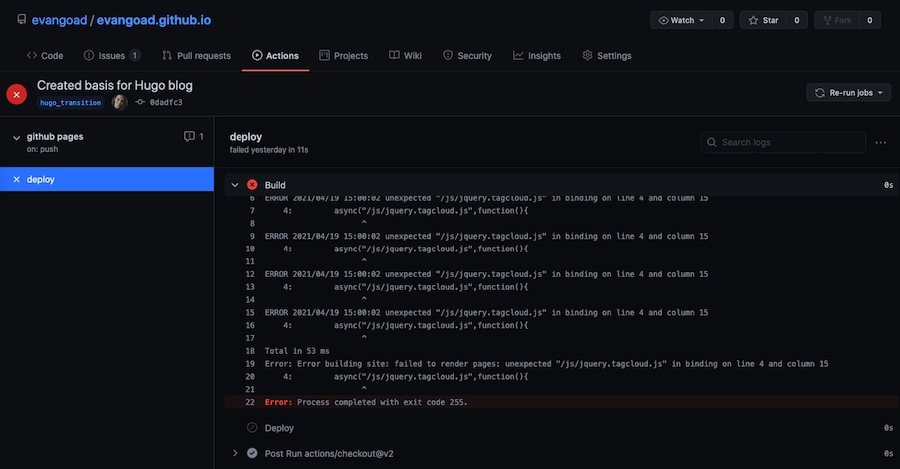 evangoad / evangoad.github.io
Watch 0 Star 0 Fork 0
Code Issues 1 Pull requests Actions Projects Wiki Security Insights Settings
Created basis for Hugo blog
hugo_transition 0dadfc3
Re-run jobs
github pages 1
on: push
deploy
deploy
failed yesterday in 11s
Search logs
Build 0s
6 ERROR 2021/04/19 15:00:02 unexpected "/js/jquery.tagcloud.js" in binding on line 4 and column 15
7 4: async("/js/jquery.tagcloud.js",function(){
8 ^
9 ERROR 2021/04/19 15:00:02 unexpected "/js/jquery.tagcloud.js" in binding on line 4 and column 15
10 4: async("/js/jquery.tagcloud.js",function(){
11 ^
12 ERROR 2021/04/19 15:00:02 unexpected "/js/jquery.tagcloud.js" in binding on line 4 and column 15
13 4: async("/js/jquery.tagcloud.js",function(){
14 ^
15 ERROR 2021/04/19 15:00:02 unexpected "/js/jquery.tagcloud.js" in binding on line 4 and column 15
16 4: async("/js/jquery.tagcloud.js",function(){
17 ^
18 Total in 53 ms
19 Error: Error building site: failed to render pages: unexpected "/js/jquery.tagcloud.js" in binding on line 4 and column 15
20 4: async("/js/jquery.tagcloud.js",function(){
21 ^
22 Error: Process completed with exit code 255.
Deploy 0s
Post Run actions/checkout@v2 0s